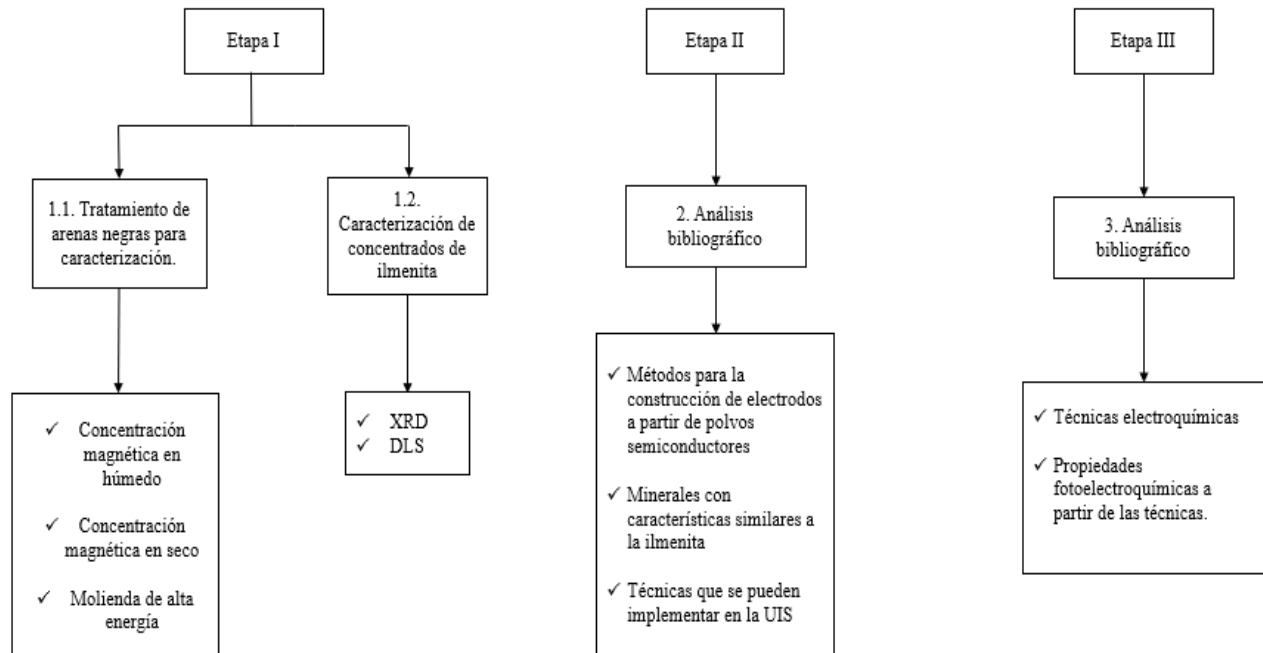 Etapa I
1.1. Tratamiento de
arenas negras para
caracterización.
✓ Concentración
magnética en
húmedo
✓ Concentración
magnética en seco
✓ Molienda de alta
energía
1.2.
Caracterización de
concentrados de
ilmenita
✓ XRD
✓ DLS
Etapa II
2. Análisis
bibliográfico
✓ Métodos para la
construcción de electrodos
a partir de polvos
semiconductores
✓ Minerales con
características similares a
la ilmenita
✓ Técnicas que se pueden
implementar en la UIS
Etapa III
3. Análisis
bibliográfico
✓ Técnicas electroquímicas
✓ Propiedades
fotoelectroquímicas a
partir de las técnicas.